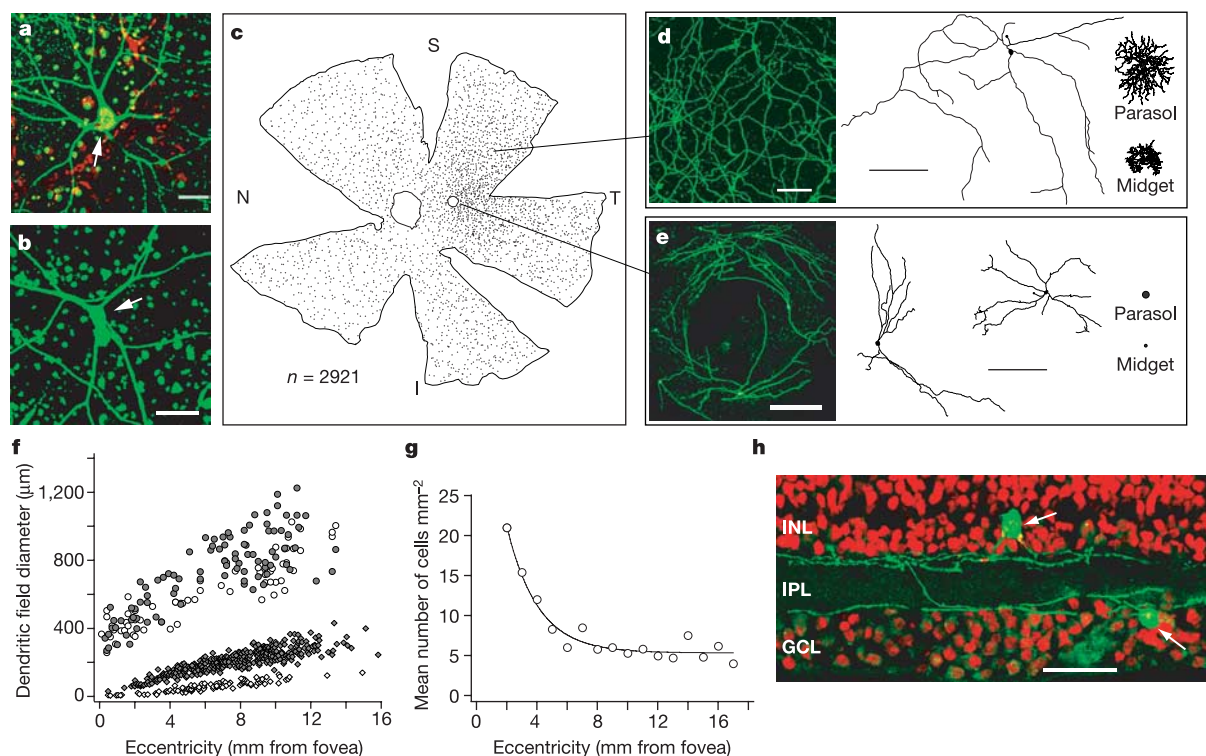 a
b
c
S
N
T
I
n = 2921
d
Parasol
Midget
e
Parasol
Midget
f
Dendritic field diameter (μm)
1,200
800
400
0
0 4 8 12 16
Eccentricity (mm from fovea)
g
Mean number of cells mm⁻²
25
20
15
10
5
0
0 4 8 12 16
Eccentricity (mm from fovea)
h
INL
IPL
GCL